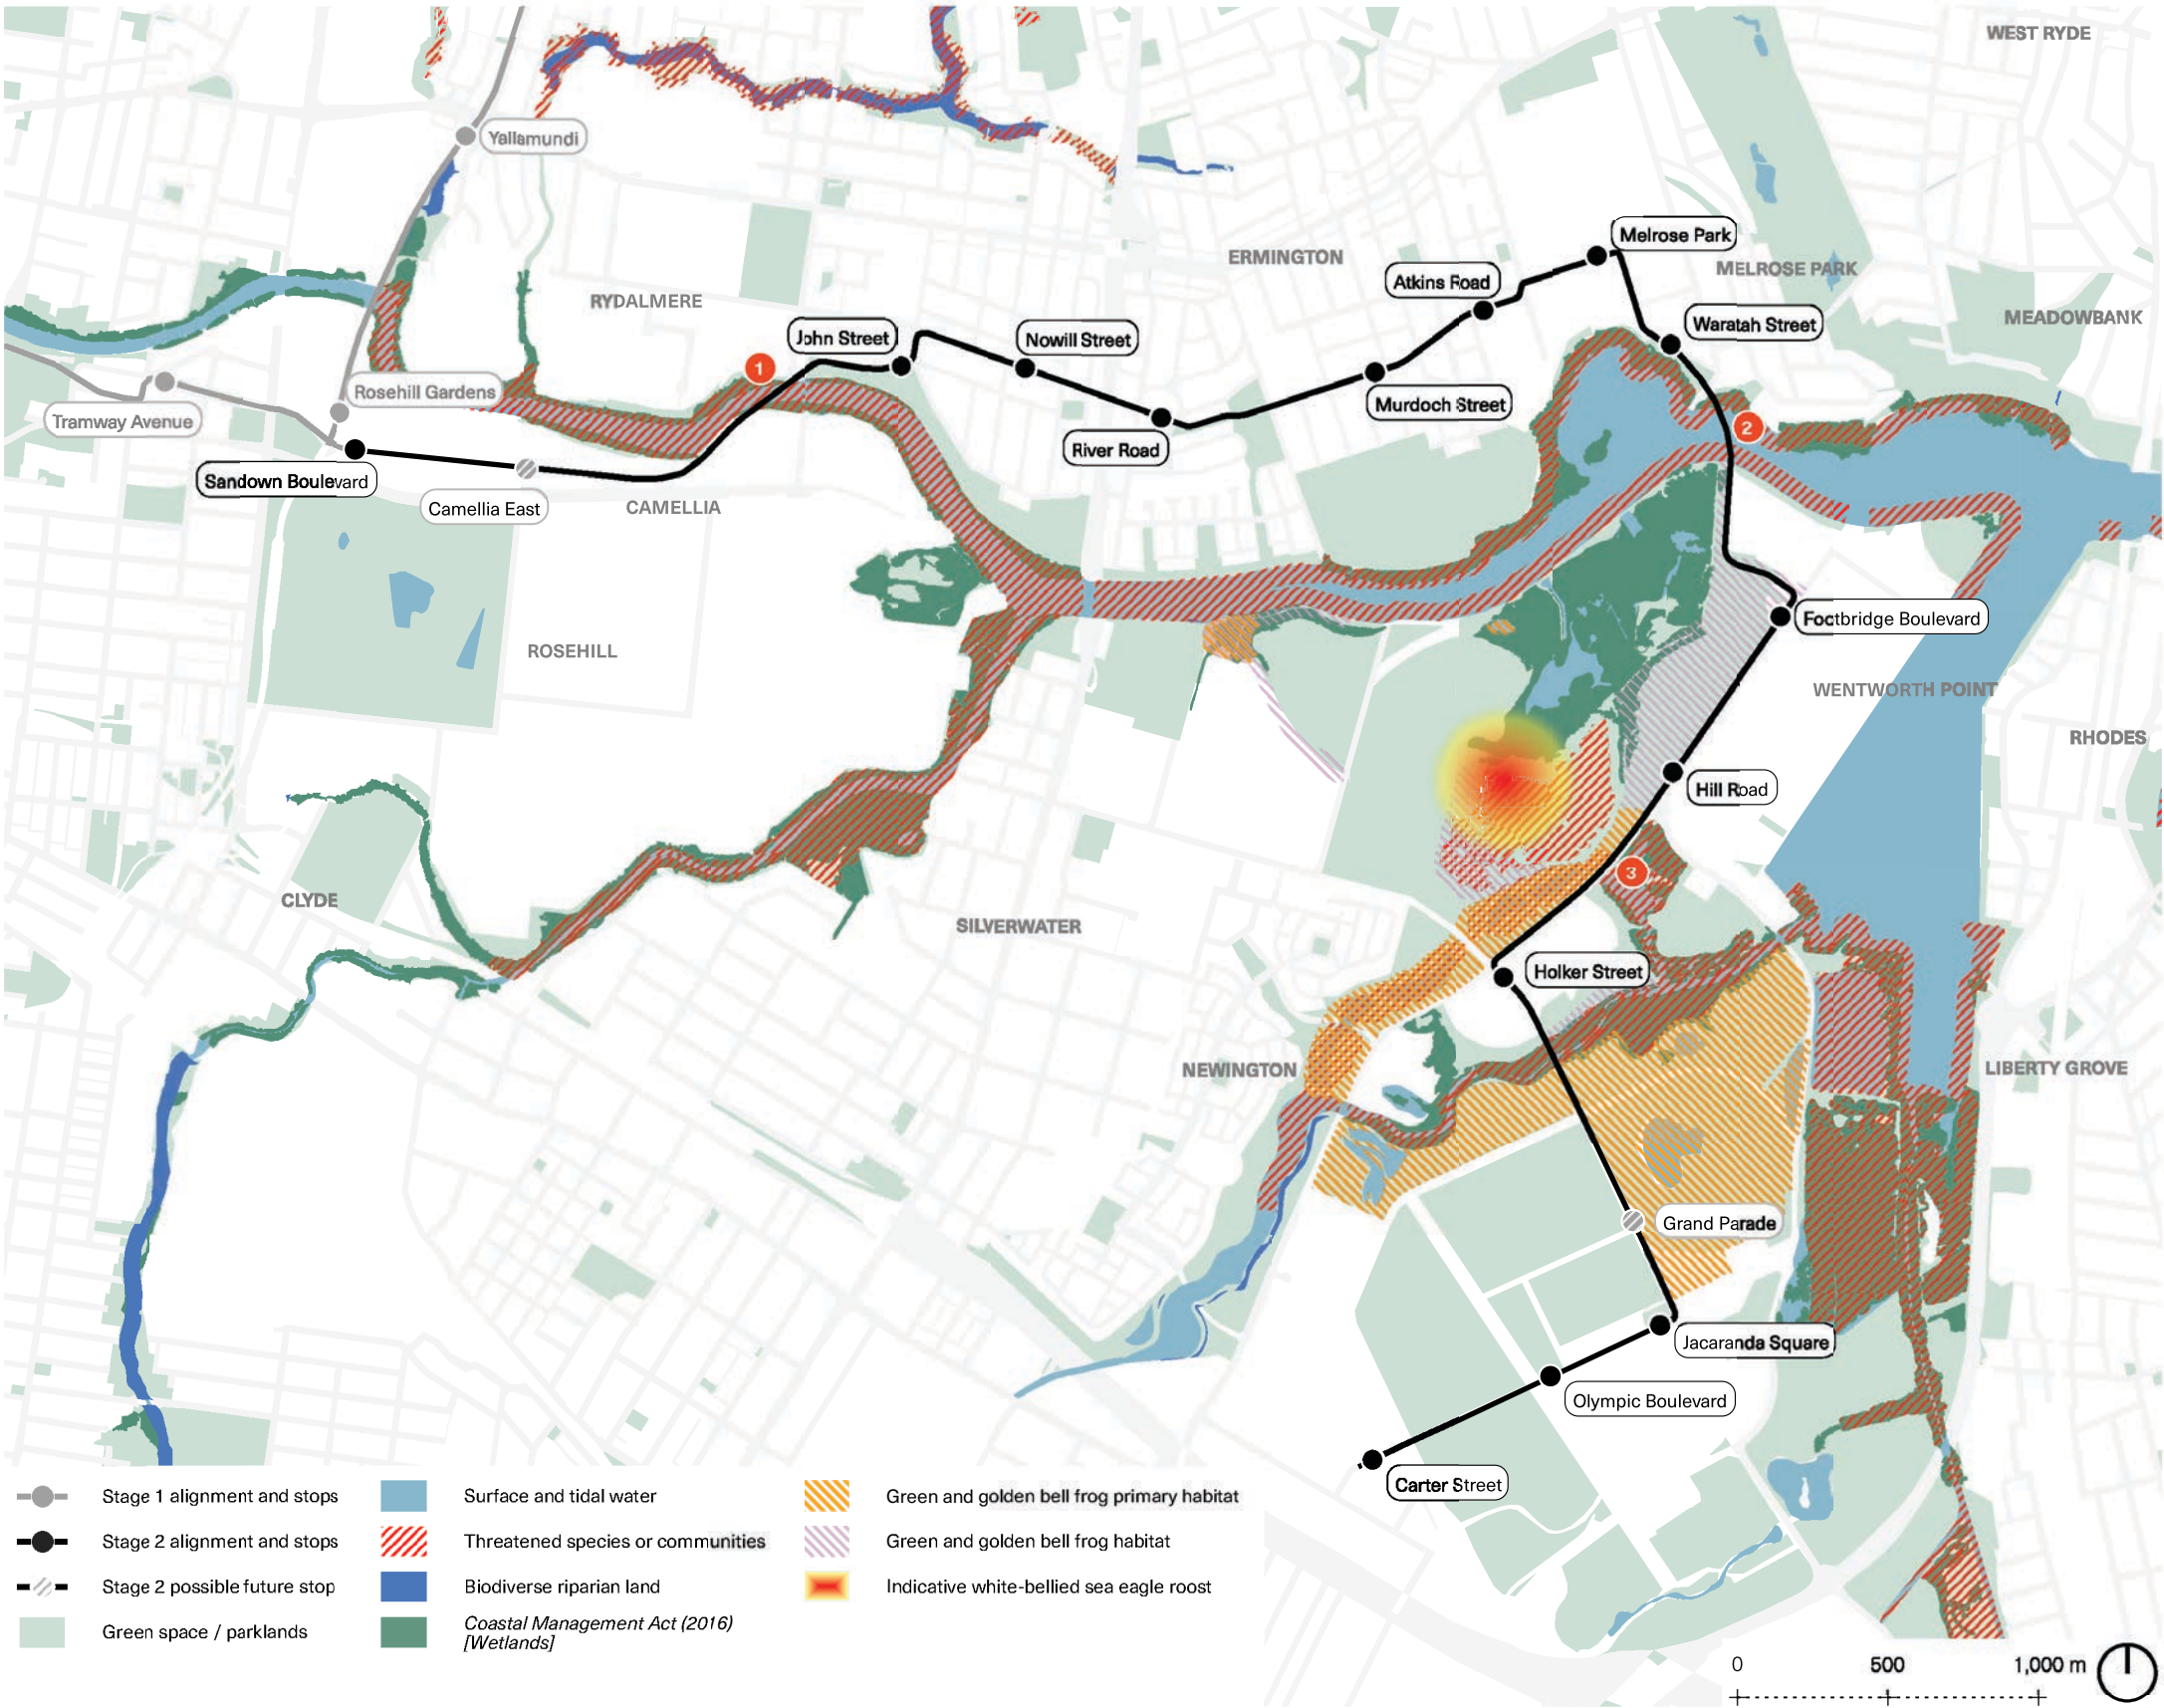 WEST RYDE
Yallamundi
Melrose Park
ERMINGTON
MELROSE PARK
Atkins Road
RYDALMERE
MEADOWBANK
Waratah Street
John Street
Nowill Street
1
Rosehill Gardens
Murdoch Street
Tramway Avenue
2
River Road
Sandown Boulevard
Camellia East
CAMELLIA
Footbridge Boulevard
ROSEHILL
WENTWORTH POINT
RHODES
Hill Road
3
CLYDE
SILVERWATER
Holker Street
NEWINGTON
LIBERTY GROVE
Grand Parade
Jacaranda Square
Olympic Boulevard
Carter Street
Stage 1 alignment and stops
Stage 2 alignment and stops
Stage 2 possible future stop
Green space / parklands
Surface and tidal water
Threatened species or communities
Biodiverse riparian land
Coastal Management Act (2016)
[Wetlands]
Green and golden bell frog primary habitat
Green and golden bell frog habitat
Indicative white-bellied sea eagle roost
0 500 1,000 m